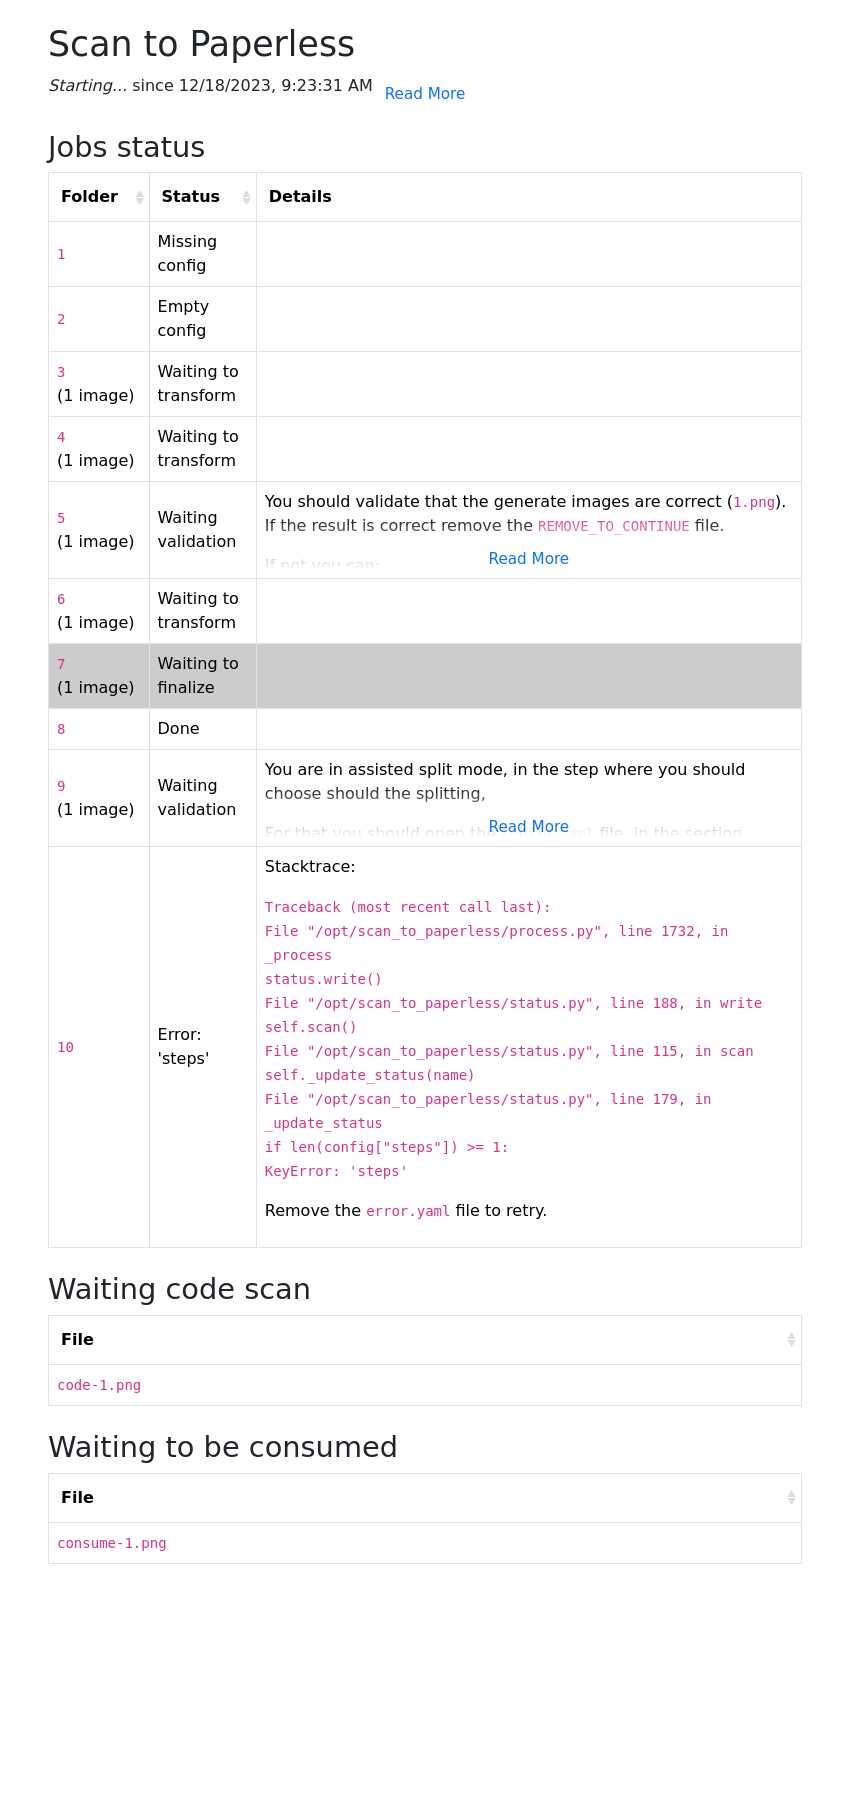 Scan to Paperless
Starting... since 12/18/2023, 9:23:31 AM Read More
Jobs status
Folder Status Details
1 Missing
config
2 Empty
config
3 Waiting to
(1 image) transform
4 Waiting to
(1 image) transform
5
(1 image)
Waiting
validation
You should validate that the generate images are correct (1.png).
If the result is correct remove the REMOVE_TO_CONTINUE file.
If not you can:
Read More
6 Waiting to
(1 image) transform
7 Waiting to
(1 image) finalize
8 Done
9
(1 image)
Waiting
validation
You are in assisted split mode, in the step where you should
choose should the splitting,
For that you should open the file, in the section
Read More
10
Error:
'steps'
Stacktrace:
Traceback (most recent call last):
File "/opt/scan_to_paperless/process.py", line 1732, in
_process
status.write()
File "/opt/scan_to_paperless/status.py", line 188, in write
self.scan()
File "/opt/scan_to_paperless/status.py", line 115, in scan
self._update_status(name)
File "/opt/scan_to_paperless/status.py", line 179, in
_update_status
if len(config["steps"]) >= 1:
KeyError: 'steps'
Remove the error.yaml file to retry.
Waiting code scan
File
code-1.png
Waiting to be consumed
File
consume-1.png